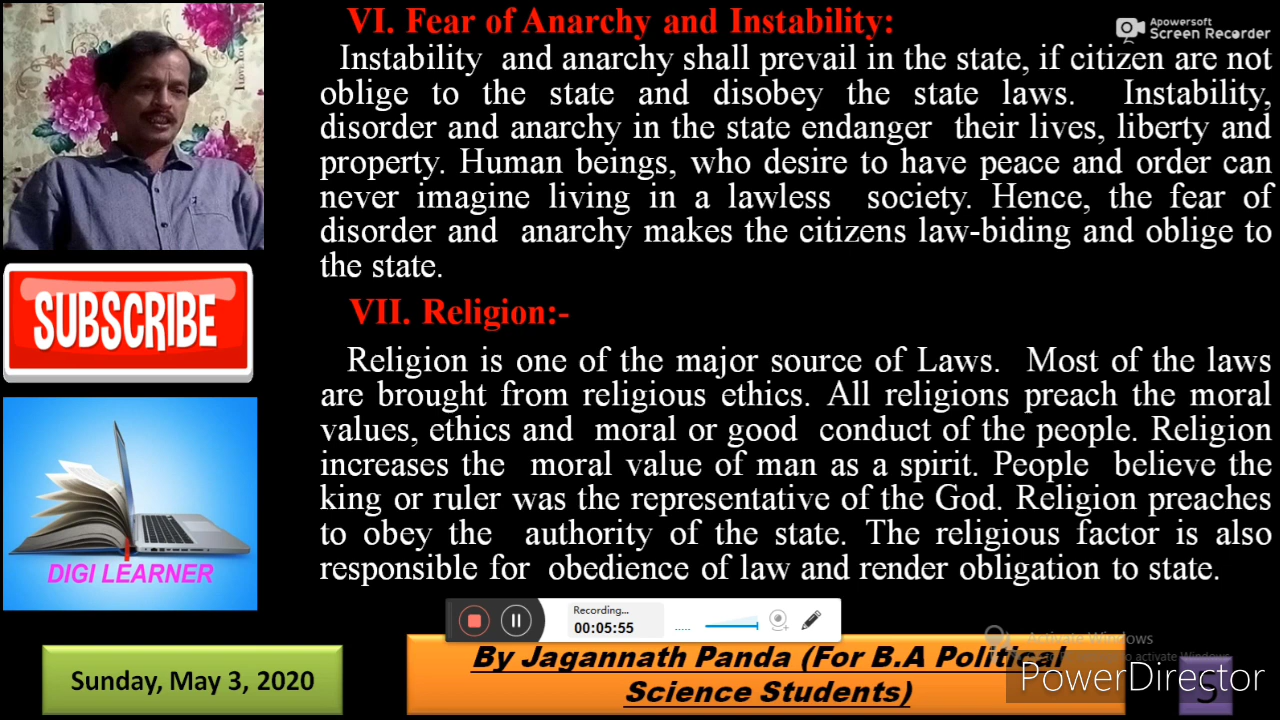 VI. Fear of Anarchy and Instability:
Instability and anarchy shall prevail in the state, if citizen are not
oblige to the state and disobey the state laws. Instability,
disorder and anarchy in the state endanger their lives, liberty and
property. Human beings, who desire to have peace and order can
never imagine living in a lawless society. Hence, the fear of
disorder and anarchy makes the citizens law-biding and oblige to
the state.
VII. Religion:-
Religion is one of the major source of Laws. Most of the laws
are brought from religious ethics. All religions preach the moral
values, ethics and moral or good conduct of the people. Religion
increases the moral value of man as a spirit. People believe the
king or ruler was the representative of the God. Religion preaches
to obey the authority of the state. The religious factor is also
responsible for obedience of law and render obligation to state.
Apowersoft
Screen Recorder
SUBSCRIBE
DIGI LEARNER
Recording...
00:05:55
Sunday, May 3, 2020
By Jagannath Panda (For B.A Political
Science Students)
Activate Windows
to activate Windows
PowerDirector
5